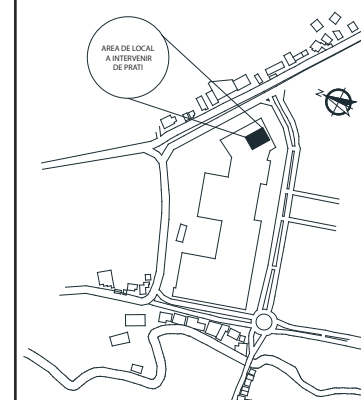 AREA DE LOCAL
A INTERVENIR
DE PRATI
N